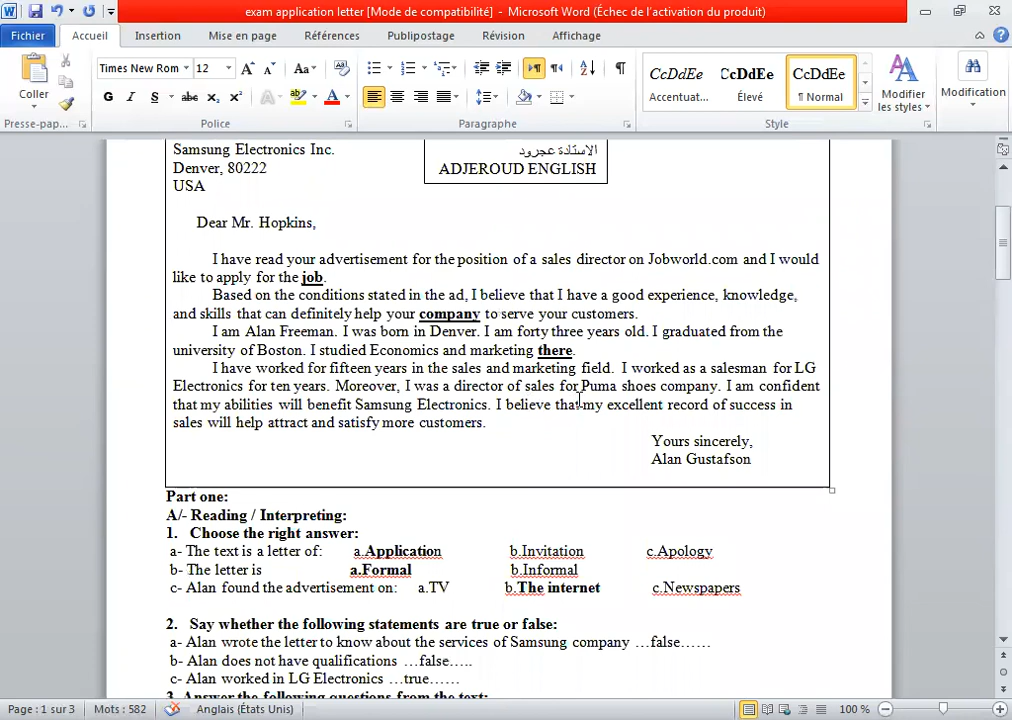 exam application letter [Mode de compatibilité] - Microsoft Word (Échec de l'activation du produit)
Fichier Accueil Insertion Mise en page Références Publipostage Révision Affichage
Coller
Times New Rom 12
G I S abc x₂ x²
Presse-pap... Police Paragraphe Style
CcDdEe CcDdEe CcDdEe
Accentuat... Élevé ¶ Normal
Modifier les styles
Modification
Samsung Electronics Inc.
Denver, 80222
USA
الاستاذة عجرود
ADJEROUD ENGLISH
Dear Mr. Hopkins,
I have read your advertisement for the position of a sales director on Jobworld.com and I would
like to apply for the job.
Based on the conditions stated in the ad, I believe that I have a good experience, knowledge,
and skills that can definitely help your company to serve your customers.
I am Alan Freeman. I was born in Denver. I am forty three years old. I graduated from the
university of Boston. I studied Economics and marketing there.
I have worked for fifteen years in the sales and marketing field. I worked as a salesman for LG
Electronics for ten years. Moreover, I was a director of sales for Puma shoes company. I am confident
that my abilities will benefit Samsung Electronics. I believe that my excellent record of success in
sales will help attract and satisfy more customers.
Yours sincerely,
Alan Gustafson
Part one:
A/- Reading / Interpreting:
1. Choose the right answer:
a- The text is a letter of: a.Application b.Invitation c.Apology
b- The letter is a.Formal b.Informal
c- Alan found the advertisement on: a.TV b.The internet c.Newspapers
2. Say whether the following statements are true or false:
a- Alan wrote the letter to know about the services of Samsung company …false……
b- Alan does not have qualifications …false…..
c- Alan worked in LG Electronics …true……
3. Answer the following questions from the text:
Page : 1 sur 3 Mots : 582 Anglais (États Unis) 100 %